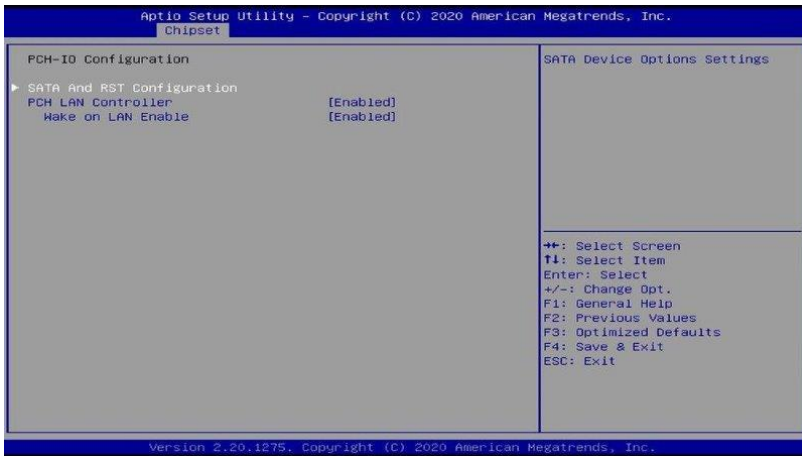 Aptio Setup Utility – Copyright (C) 2020 American Megatrends, Inc.
Chipset
PCH-IO Configuration
SATA And RST Configuration
PCH LAN Controller [Enabled]
Wake on LAN Enable [Enabled]
SATA Device Options Settings
→←: Select Screen
↑↓: Select Item
Enter: Select
+/-: Change Opt.
F1: General Help
F2: Previous Values
F3: Optimized Defaults
F4: Save & Exit
ESC: Exit
Version 2.20.1275. Copyright (C) 2020 American Megatrends, Inc.